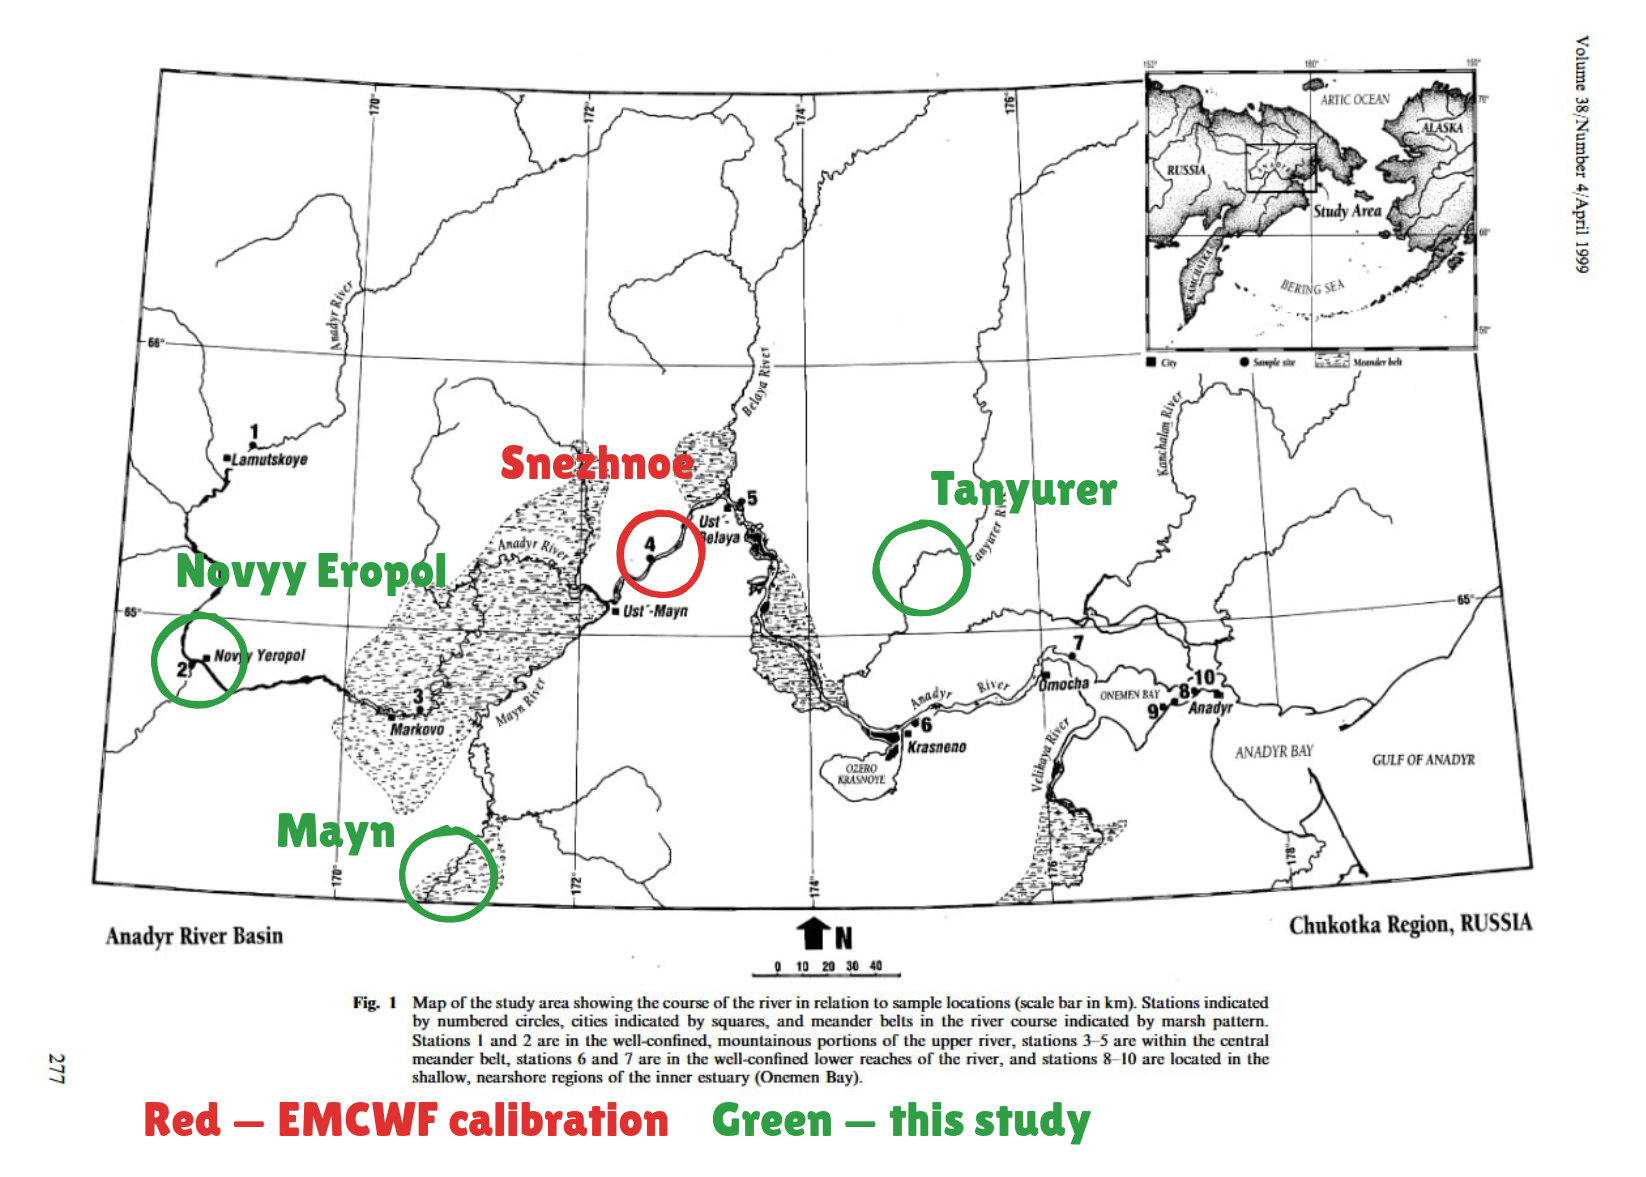 Volume 38/Number 4/April 1999
152°
180°
150°
ARTIC OCEAN
70°
ALASKA
RUSSIA
Study Area
60°
KAMCHATKA
BERING SEA
50°
City
Sample site
Meander belt
170°
172°
174°
176°
Anadyr River
66°
Belaya River
Kanchalan River
1
Lamutskoye
Snezhnoe
Tanyurer
5
Ust´-
Belaya
4
Anadyr River
Tanyurer Ri
Novyy Eropol
65°
65°
Ust´-Mayn
2
Novyy Yeropol
7
Omocha
10
ONEMEN BAY
8
9
Anadyr
3
Markovo
Mayn River
Anadyr River
6
Krasneno
OZERO
KRASNOYE
Velikaya River
ANADYR BAY
GULF OF ANADYR
Mayn
170°
172°
174°
176°
178°
Anadyr River Basin
N
Chukotka Region, RUSSIA
0 10 20 30 40
Fig. 1 Map of the study area showing the course of the river in relation to sample locations (scale bar in km). Stations indicated
by numbered circles, cities indicated by squares, and meander belts in the river course indicated by marsh pattern.
Stations 1 and 2 are in the well-confined, mountainous portions of the upper river, stations 3–5 are within the central
meander belt, stations 6 and 7 are in the well-confined lower reaches of the river, and stations 8–10 are located in the
shallow, nearshore regions of the inner estuary (Onemen Bay).
277
Red – EMCWF calibration
Green – this study